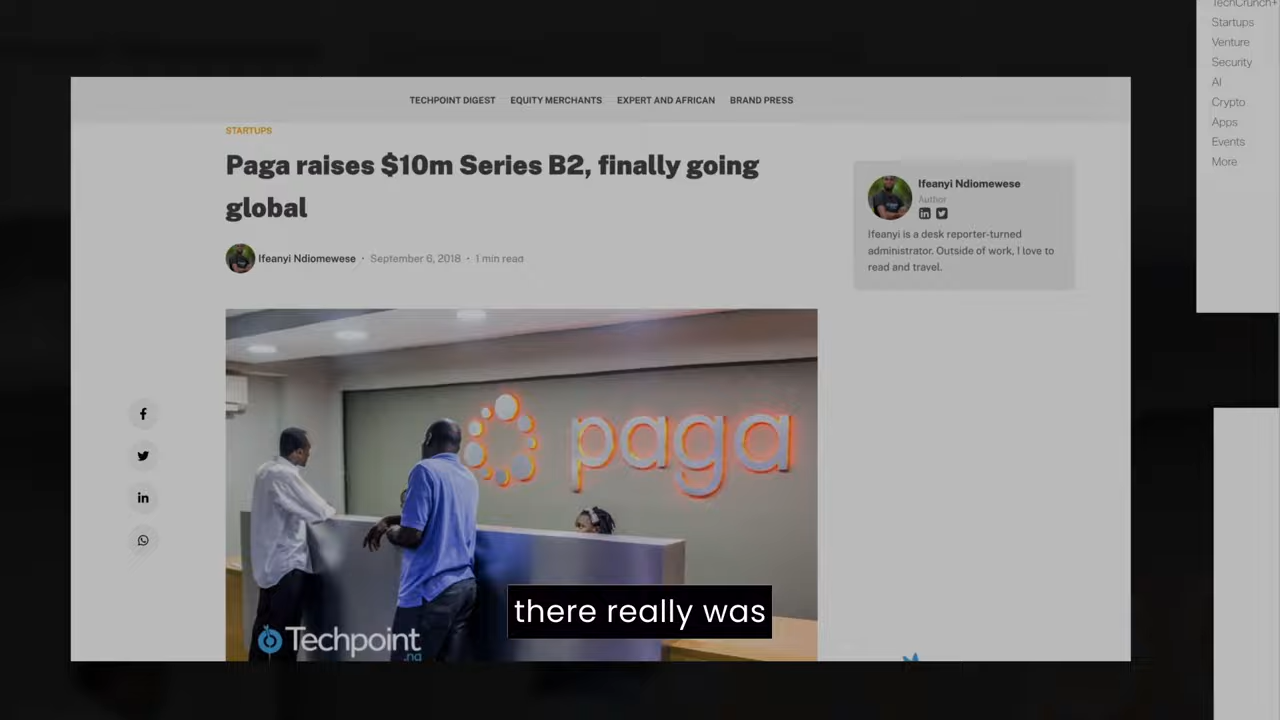 TechCrunch+
Startups
Venture
Security
AI
Crypto
Apps
Events
More
TECHPOINT DIGEST EQUITY MERCHANTS EXPERT AND AFRICAN BRAND PRESS
STARTUPS
Paga raises $10m Series B2, finally going
global
Ifeanyi Ndiomewese · September 6, 2018 · 1 min read
Ifeanyi Ndiomewese
Author
Ifeanyi is a desk reporter-turned
administrator. Outside of work, I love to
read and travel.
paga
there really was
Techpoint
.ng